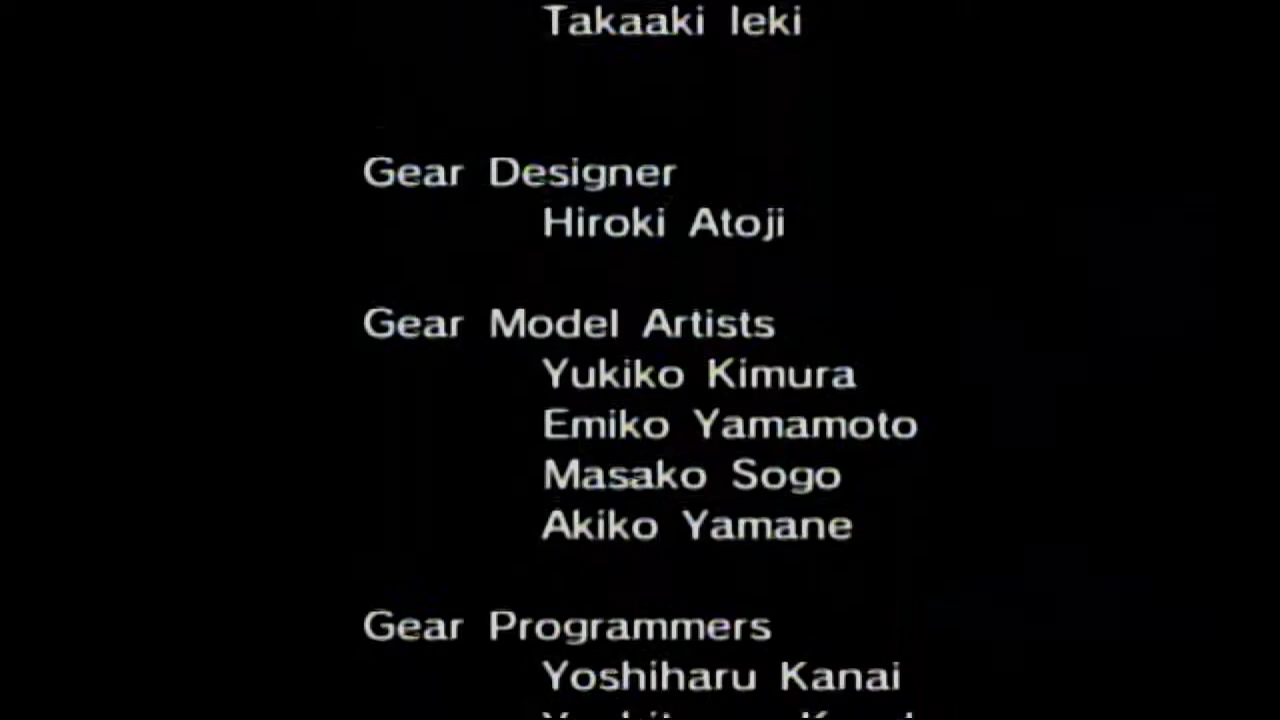 Takaaki Ieki
Gear Designer
Hiroki Atoji
Gear Model Artists
Yukiko Kimura
Emiko Yamamoto
Masako Sogo
Akiko Yamane
Gear Programmers
Yoshiharu Kanai